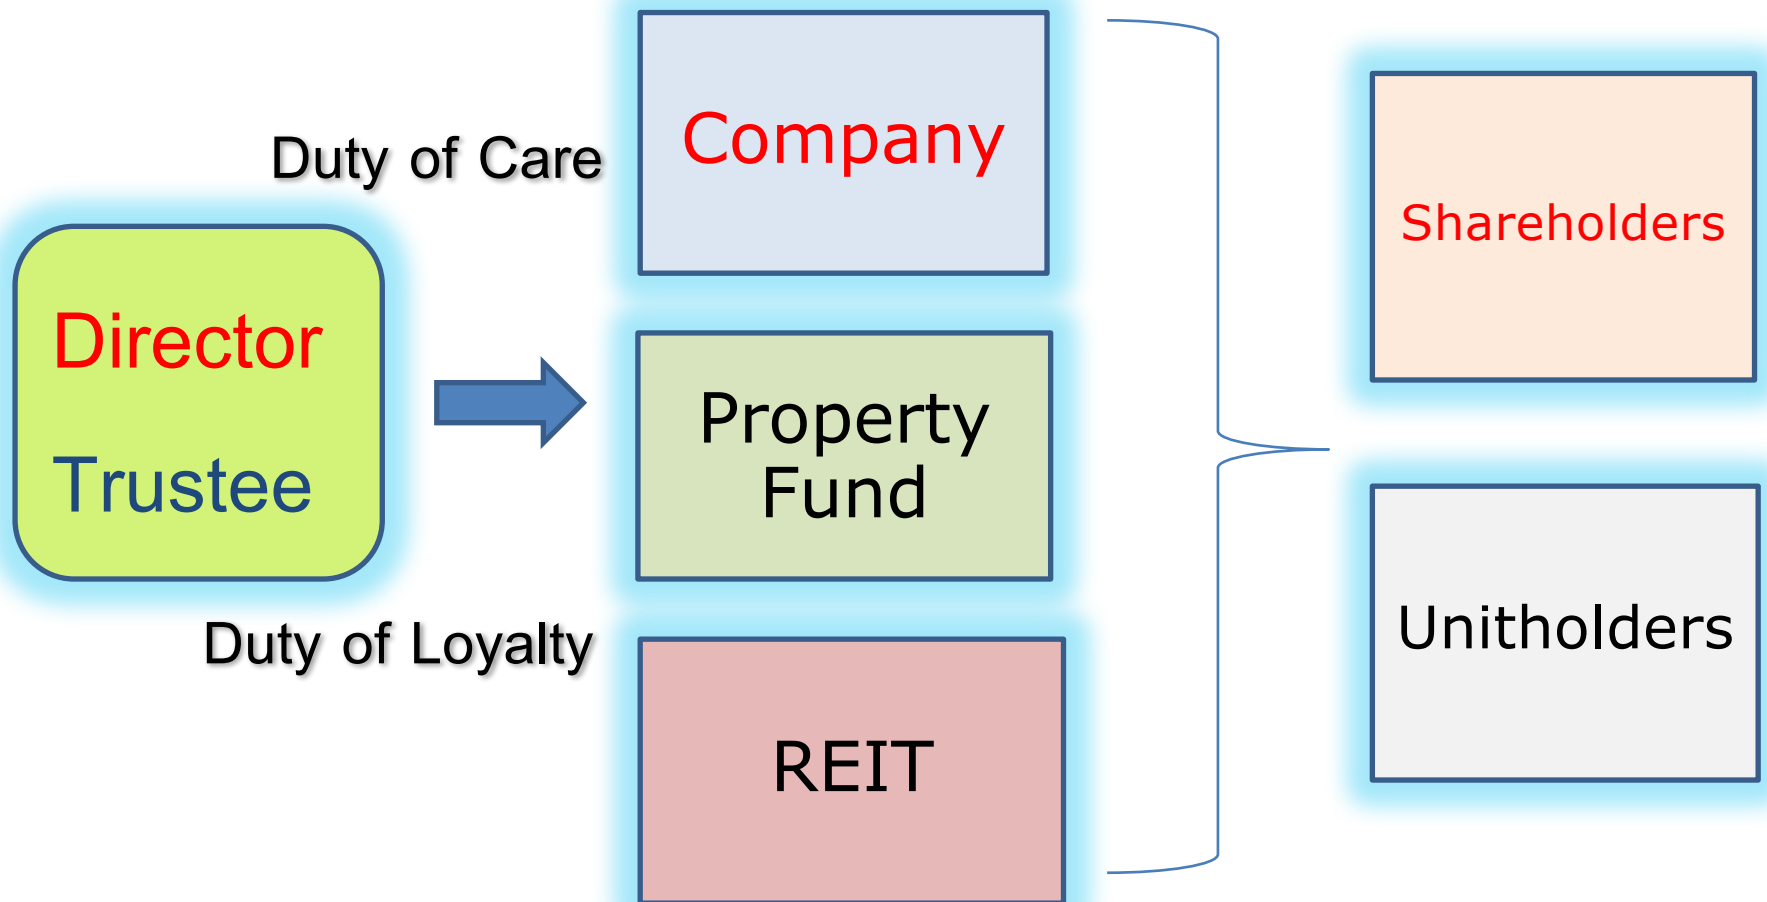 Duty of Care
Director
Trustee
Duty of Loyalty
Company
Property
Fund
REIT
Shareholders
Unitholders